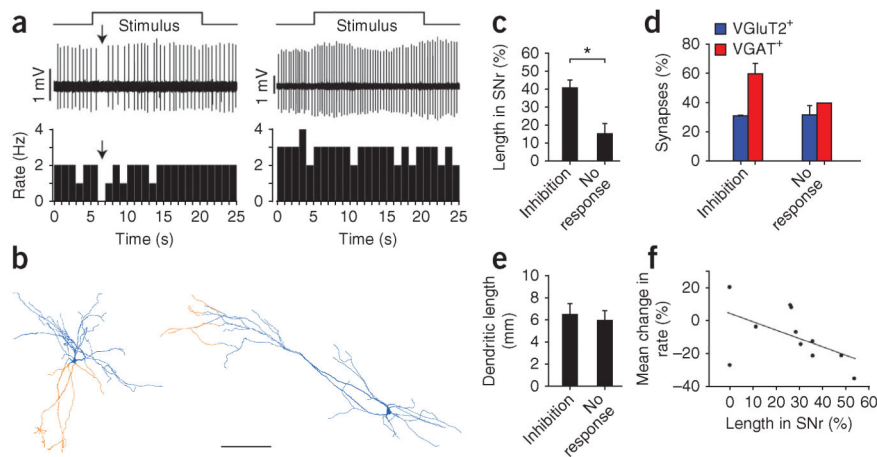 a
Stimulus
Stimulus
1 mV
1 mV
Rate (Hz)
4
2
0
0 5 10 15 20 25
Time (s)
4
2
0
0 5 10 15 20 25
Time (s)
b
c
Length in SNr (%)
60
50
40
30
20
10
0
*
Inhibition
No
response
d
VGluT2+
VGAT+
Synapses (%)
80
60
40
20
0
Inhibition
No
response
e
Dendritic length
(mm)
10
8
6
4
2
0
Inhibition
No
response
f
Mean change in
rate (%)
40
20
0
−20
−40
0 10 20 30 40 50 60
Length in SNr (%)